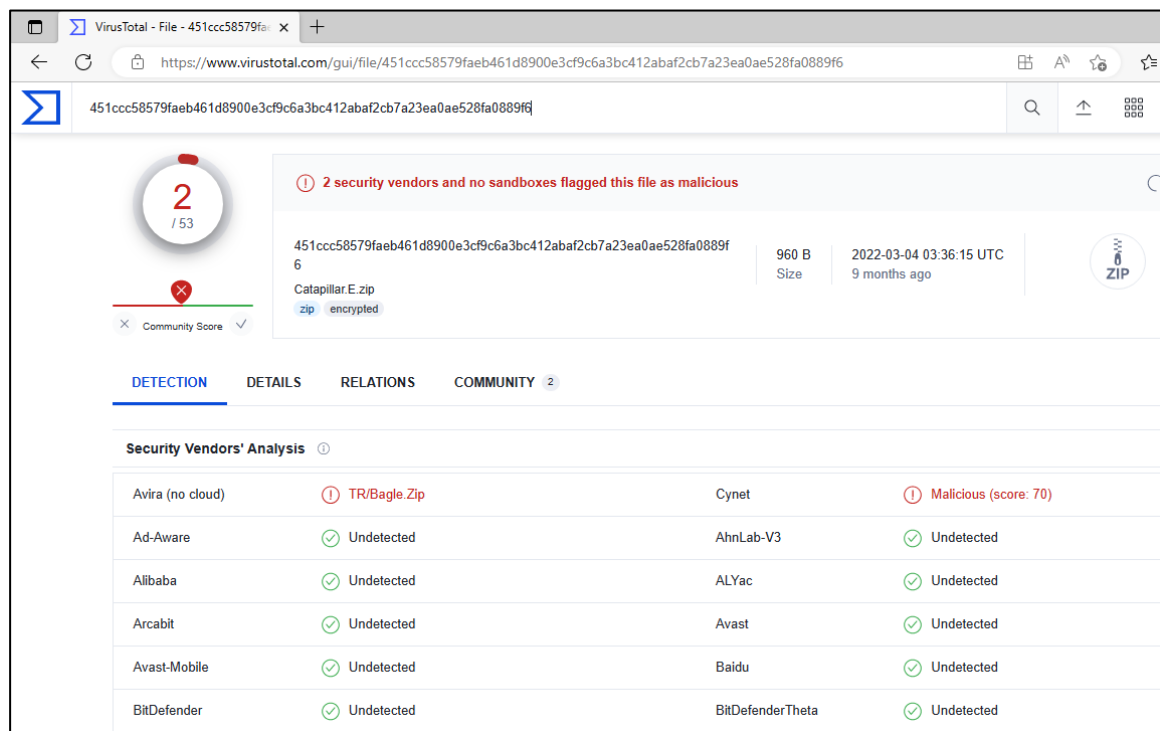 VirusTotal - File - 451ccc58579fae
https://www.virustotal.com/gui/file/451ccc58579faeb461d8900e3cf9c6a3bc412abaf2cb7a23ea0ae528fa0889f6
451ccc58579faeb461d8900e3cf9c6a3bc412abaf2cb7a23ea0ae528fa0889f6
2
/ 53
2 security vendors and no sandboxes flagged this file as malicious
451ccc58579faeb461d8900e3cf9c6a3bc412abaf2cb7a23ea0ae528fa0889f
6
Catapillar.E.zip
zip encrypted
960 B
Size
2022-03-04 03:36:15 UTC
9 months ago
ZIP
Community Score
DETECTION DETAILS RELATIONS COMMUNITY 2
Security Vendors' Analysis
Avira (no cloud) TR/Bagle.Zip Cynet Malicious (score: 70)
Ad-Aware Undetected AhnLab-V3 Undetected
Alibaba Undetected ALYac Undetected
Arcabit Undetected Avast Undetected
Avast-Mobile Undetected Baidu Undetected
BitDefender Undetected BitDefenderTheta Undetected